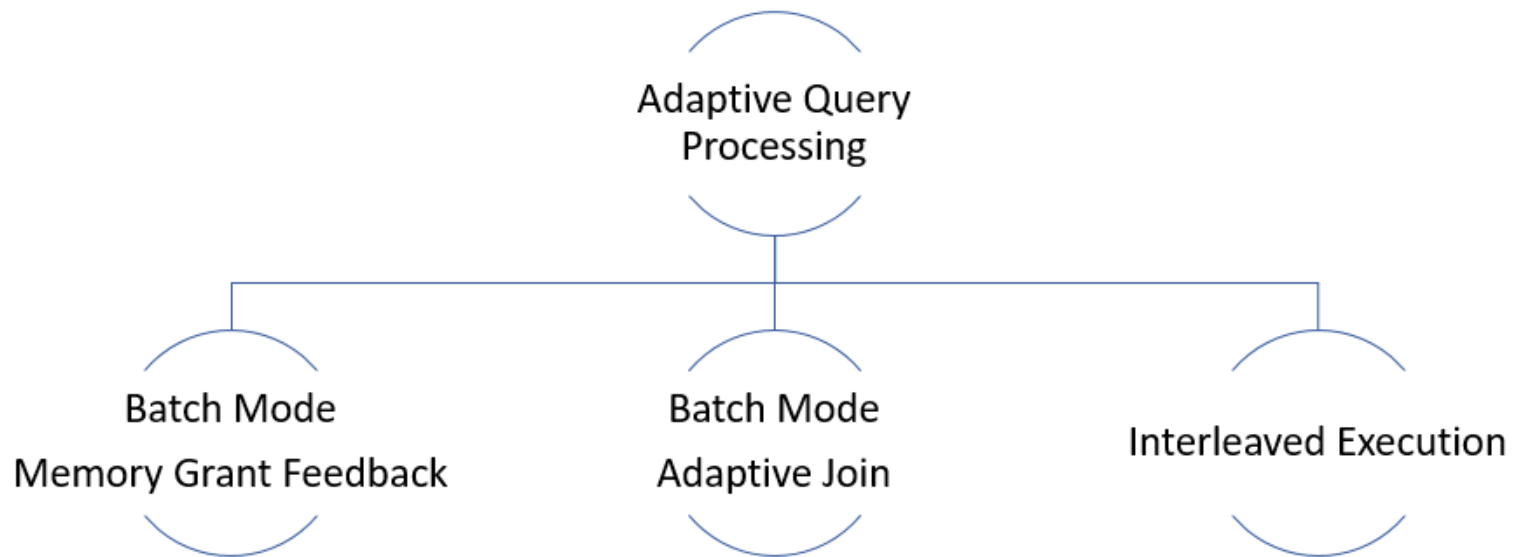 Adaptive Query
Processing
Batch Mode
Memory Grant Feedback
Batch Mode
Adaptive Join
Interleaved Execution